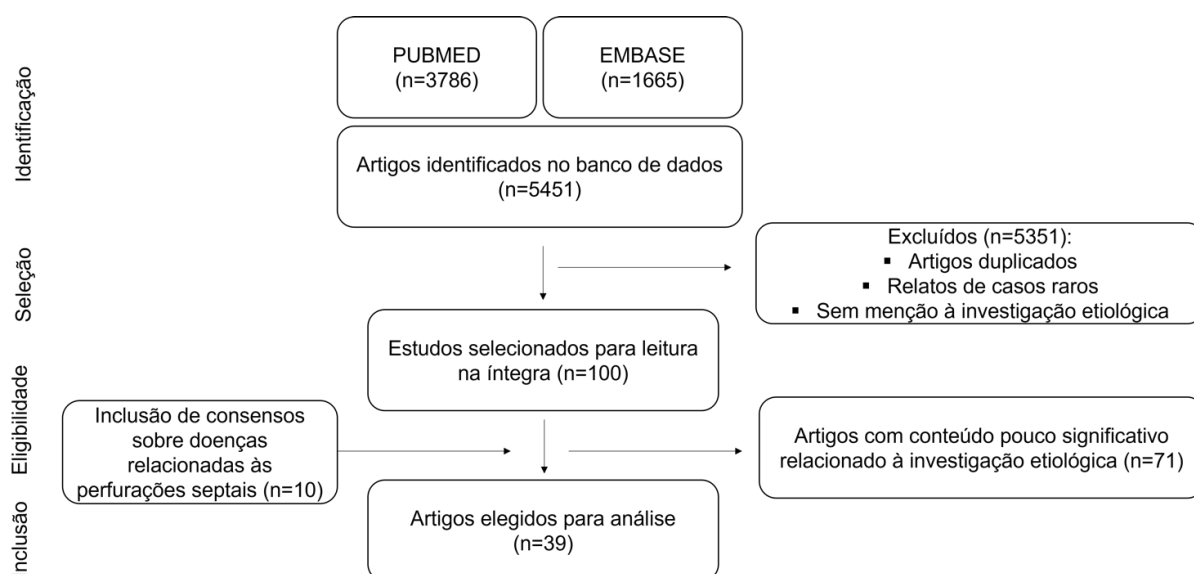 Identificação
PUBMED
(n=3786)
EMBASE
(n=1665)
Artigos identificados no banco de dados
(n=5451)
Seleção
Excluídos (n=5351):
▪ Artigos duplicados
▪ Relatos de casos raros
▪ Sem menção à investigação etiológica
Estudos selecionados para leitura
na íntegra (n=100)
Eligibilidade
Inclusão de consensos
sobre doenças
relacionadas às
perfurações septais (n=10)
Artigos com conteúdo pouco significativo
relacionado à investigação etiológica (n=71)
Inclusão
Artigos elegidos para análise
(n=39)